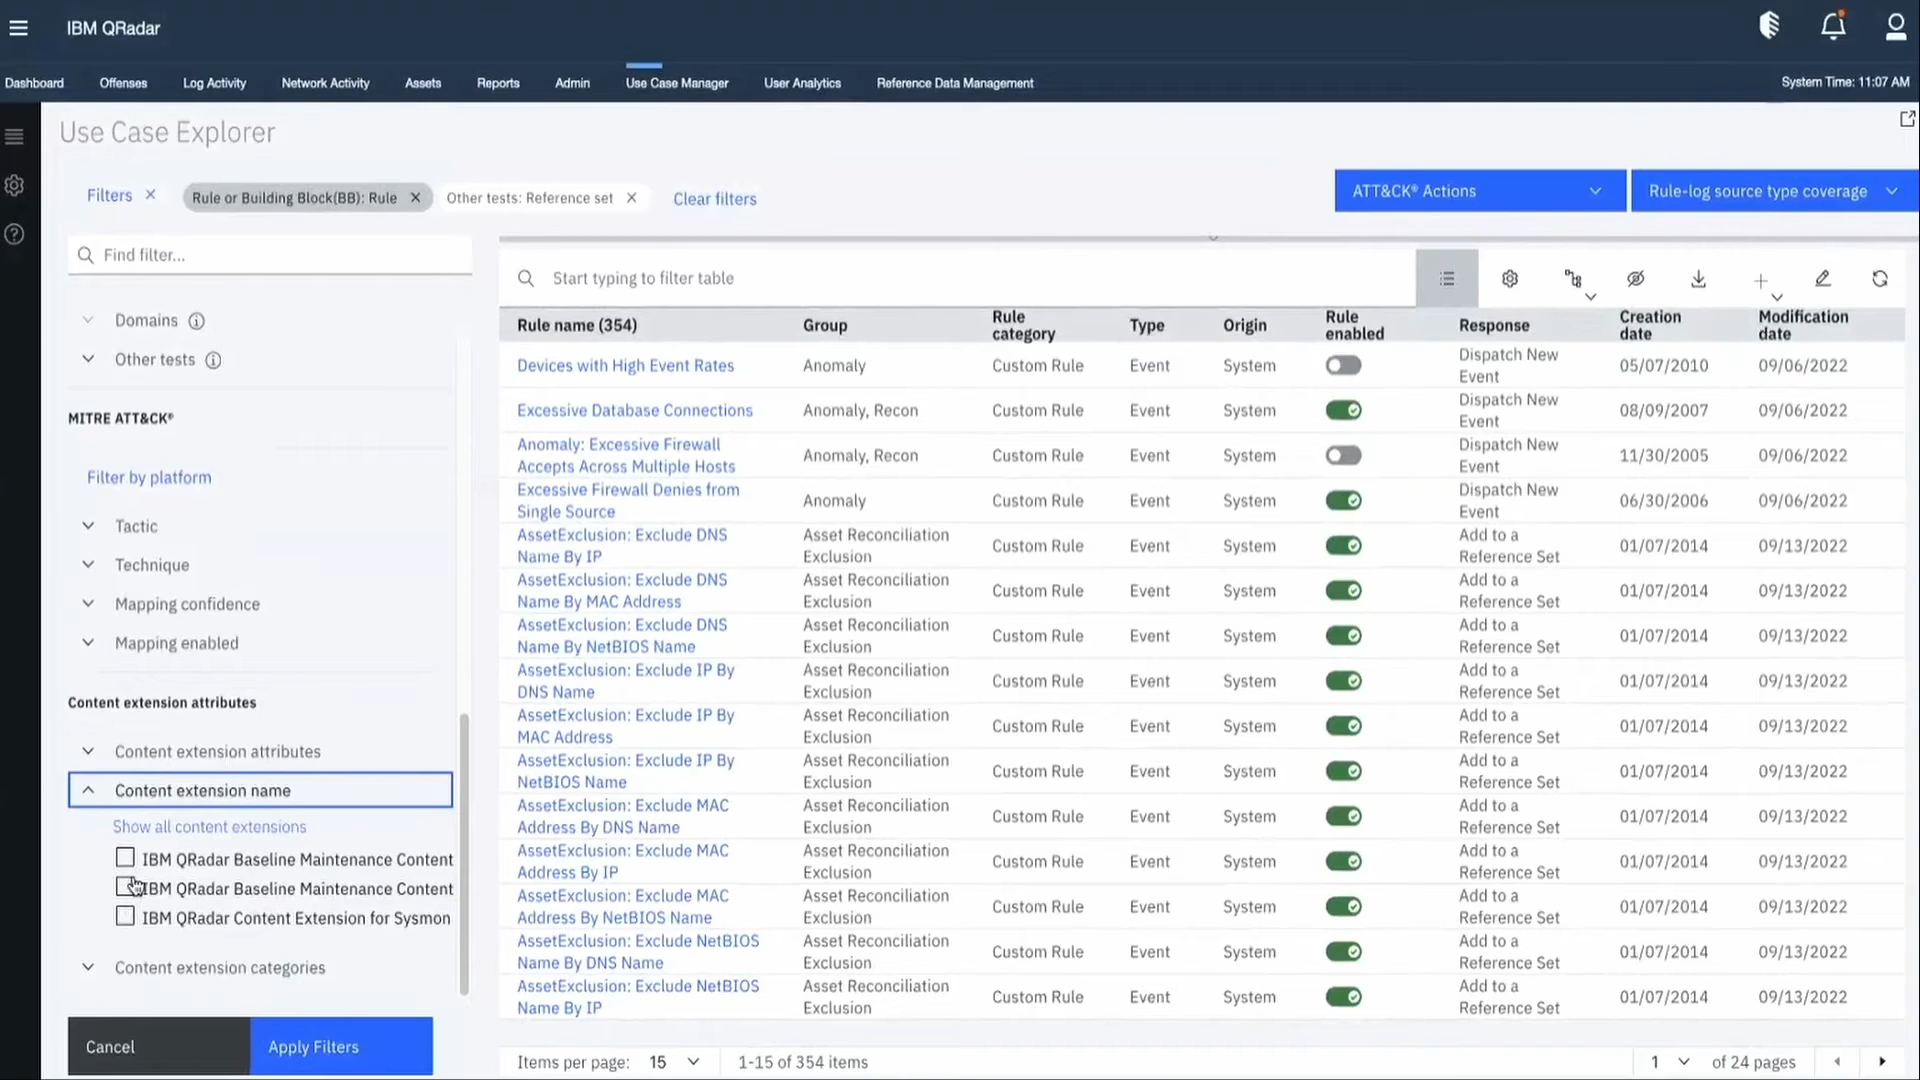 IBM QRadar
Dashboard Offenses Log Activity Network Activity Assets Reports Admin Use Case Manager User Analytics Reference Data Management System Time: 11:07 AM
Use Case Explorer
Filters Rule or Building Block(BB): Rule Other tests: Reference set Clear filters ATT&CK® Actions Rule-log source type coverage
Find filter...
Start typing to filter table
Domains
Other tests
MITRE ATT&CK®
Filter by platform
Tactic
Technique
Mapping confidence
Mapping enabled
Content extension attributes
Content extension attributes
Content extension name
Show all content extensions
IBM QRadar Baseline Maintenance Content
IBM QRadar Baseline Maintenance Content
IBM QRadar Content Extension for Sysmon
Content extension categories
Cancel Apply Filters
Rule name (354) Group Rule category Type Origin Rule enabled Response Creation date Modification date
Devices with High Event Rates Anomaly Custom Rule Event System Dispatch New Event 05/07/2010 09/06/2022
Excessive Database Connections Anomaly, Recon Custom Rule Event System Dispatch New Event 08/09/2007 09/06/2022
Anomaly: Excessive Firewall Accepts Across Multiple Hosts Anomaly, Recon Custom Rule Event System Dispatch New Event 11/30/2005 09/06/2022
Excessive Firewall Denies from Single Source Anomaly Custom Rule Event System Dispatch New Event 06/30/2006 09/06/2022
AssetExclusion: Exclude DNS Name By IP Asset Reconciliation Exclusion Custom Rule Event System Add to a Reference Set 01/07/2014 09/13/2022
AssetExclusion: Exclude DNS Name By MAC Address Asset Reconciliation Exclusion Custom Rule Event System Add to a Reference Set 01/07/2014 09/13/2022
AssetExclusion: Exclude DNS Name By NetBIOS Name Asset Reconciliation Exclusion Custom Rule Event System Add to a Reference Set 01/07/2014 09/13/2022
AssetExclusion: Exclude IP By DNS Name Asset Reconciliation Exclusion Custom Rule Event System Add to a Reference Set 01/07/2014 09/13/2022
AssetExclusion: Exclude IP By MAC Address Asset Reconciliation Exclusion Custom Rule Event System Add to a Reference Set 01/07/2014 09/13/2022
AssetExclusion: Exclude IP By NetBIOS Name Asset Reconciliation Exclusion Custom Rule Event System Add to a Reference Set 01/07/2014 09/13/2022
AssetExclusion: Exclude MAC Address By DNS Name Asset Reconciliation Exclusion Custom Rule Event System Add to a Reference Set 01/07/2014 09/13/2022
AssetExclusion: Exclude MAC Address By IP Asset Reconciliation Exclusion Custom Rule Event System Add to a Reference Set 01/07/2014 09/13/2022
AssetExclusion: Exclude MAC Address By NetBIOS Name Asset Reconciliation Exclusion Custom Rule Event System Add to a Reference Set 01/07/2014 09/13/2022
AssetExclusion: Exclude NetBIOS Name By DNS Name Asset Reconciliation Exclusion Custom Rule Event System Add to a Reference Set 01/07/2014 09/13/2022
AssetExclusion: Exclude NetBIOS Name By IP Asset Reconciliation Exclusion Custom Rule Event System Add to a Reference Set 01/07/2014 09/13/2022
Items per page: 15 1-15 of 354 items 1 of 24 pages